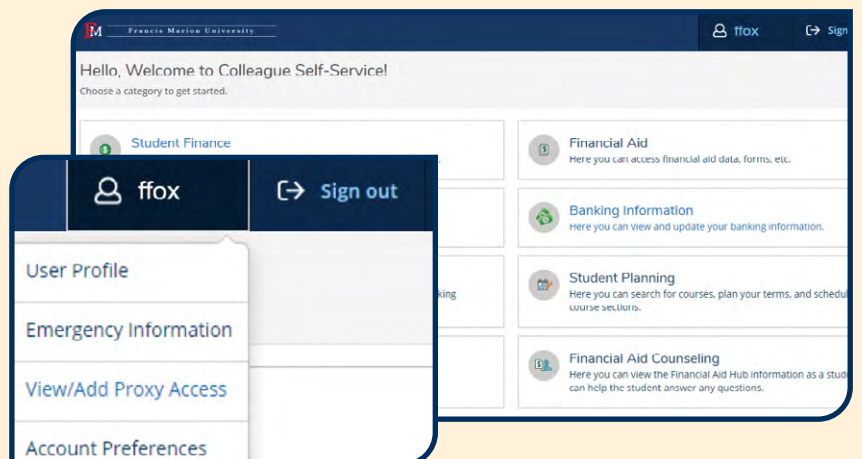 FM Francis Marion University
ffox
Sign
Hello, Welcome to Colleague Self-Service!
Choose a category to get started.
Student Finance
Financial Aid
Here you can access financial aid data, forms, etc.
Banking Information
Here you can view and update your banking information.
king
Student Planning
Here you can search for courses, plan your terms, and schedul
course sections.
Financial Aid Counseling
Here you can view the Financial Aid Hub information as a stud
can help the student answer any questions.
ffox
Sign out
User Profile
Emergency Information
View/Add Proxy Access
Account Preferences